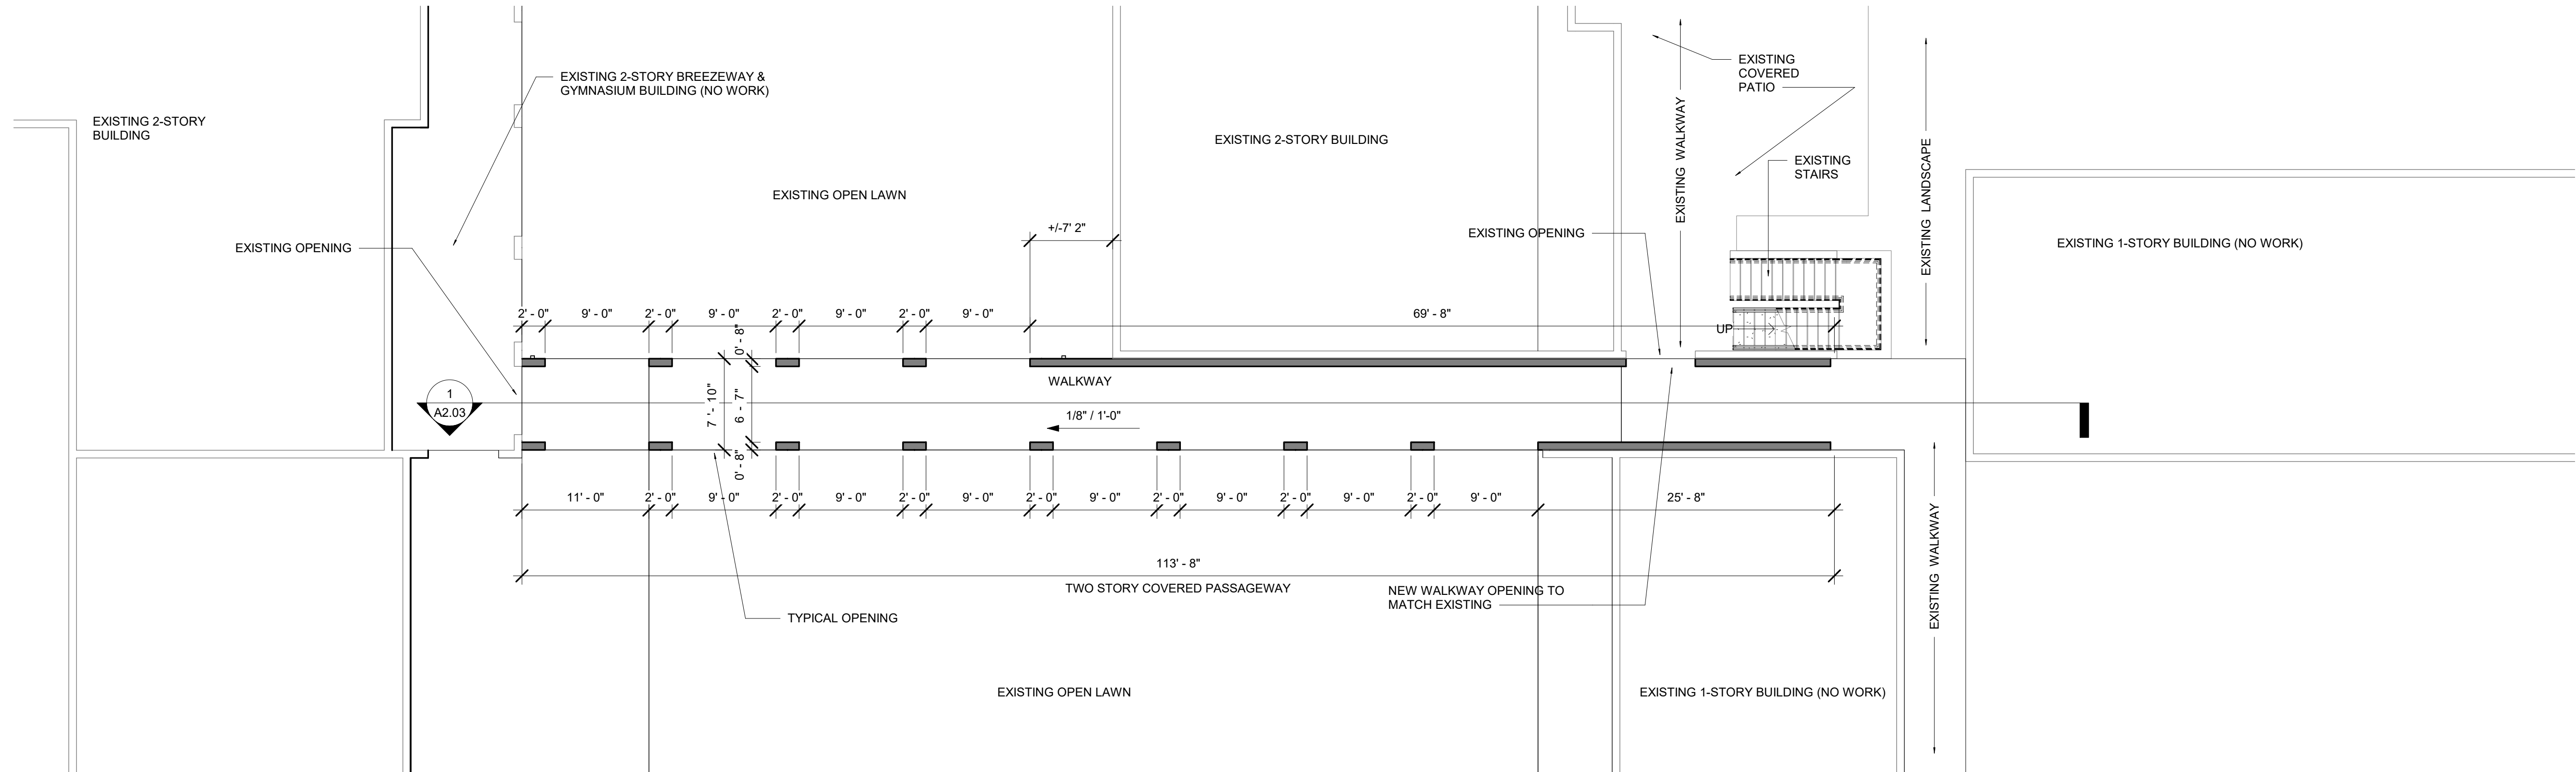 EXISTING 2-STORY BREEZEWAY &
GYMNASIUM BUILDING (NO WORK)
EXISTING
COVERED
PATIO
EXISTING 2-STORY
BUILDING
EXISTING 2-STORY BUILDING
EXISTING WALKWAY
EXISTING LANDSCAPE
EXISTING
STAIRS
EXISTING OPEN LAWN
+/-7' 2"
EXISTING OPENING
EXISTING OPENING
EXISTING 1-STORY BUILDING (NO WORK)
2' - 0"
9' - 0"
2' - 0"
9' - 0"
2' - 0"
9' - 0"
2' - 0"
9' - 0"
69' - 8"
UP
0' - 8"
7 '- 10"
6 - 7"
0' - 8"
WALKWAY
1
A2.03
1/8" / 1'-0"
11' - 0"
2' - 0"
9' - 0"
2' - 0"
9' - 0"
2' - 0"
9' - 0"
2' - 0"
9' - 0"
2' - 0"
9' - 0"
2' - 0"
9' - 0"
2' - 0"
9' - 0"
25' - 8"
113' - 8"
TWO STORY COVERED PASSAGEWAY
NEW WALKWAY OPENING TO
MATCH EXISTING
TYPICAL OPENING
EXISTING WALKWAY
EXISTING OPEN LAWN
EXISTING 1-STORY BUILDING (NO WORK)